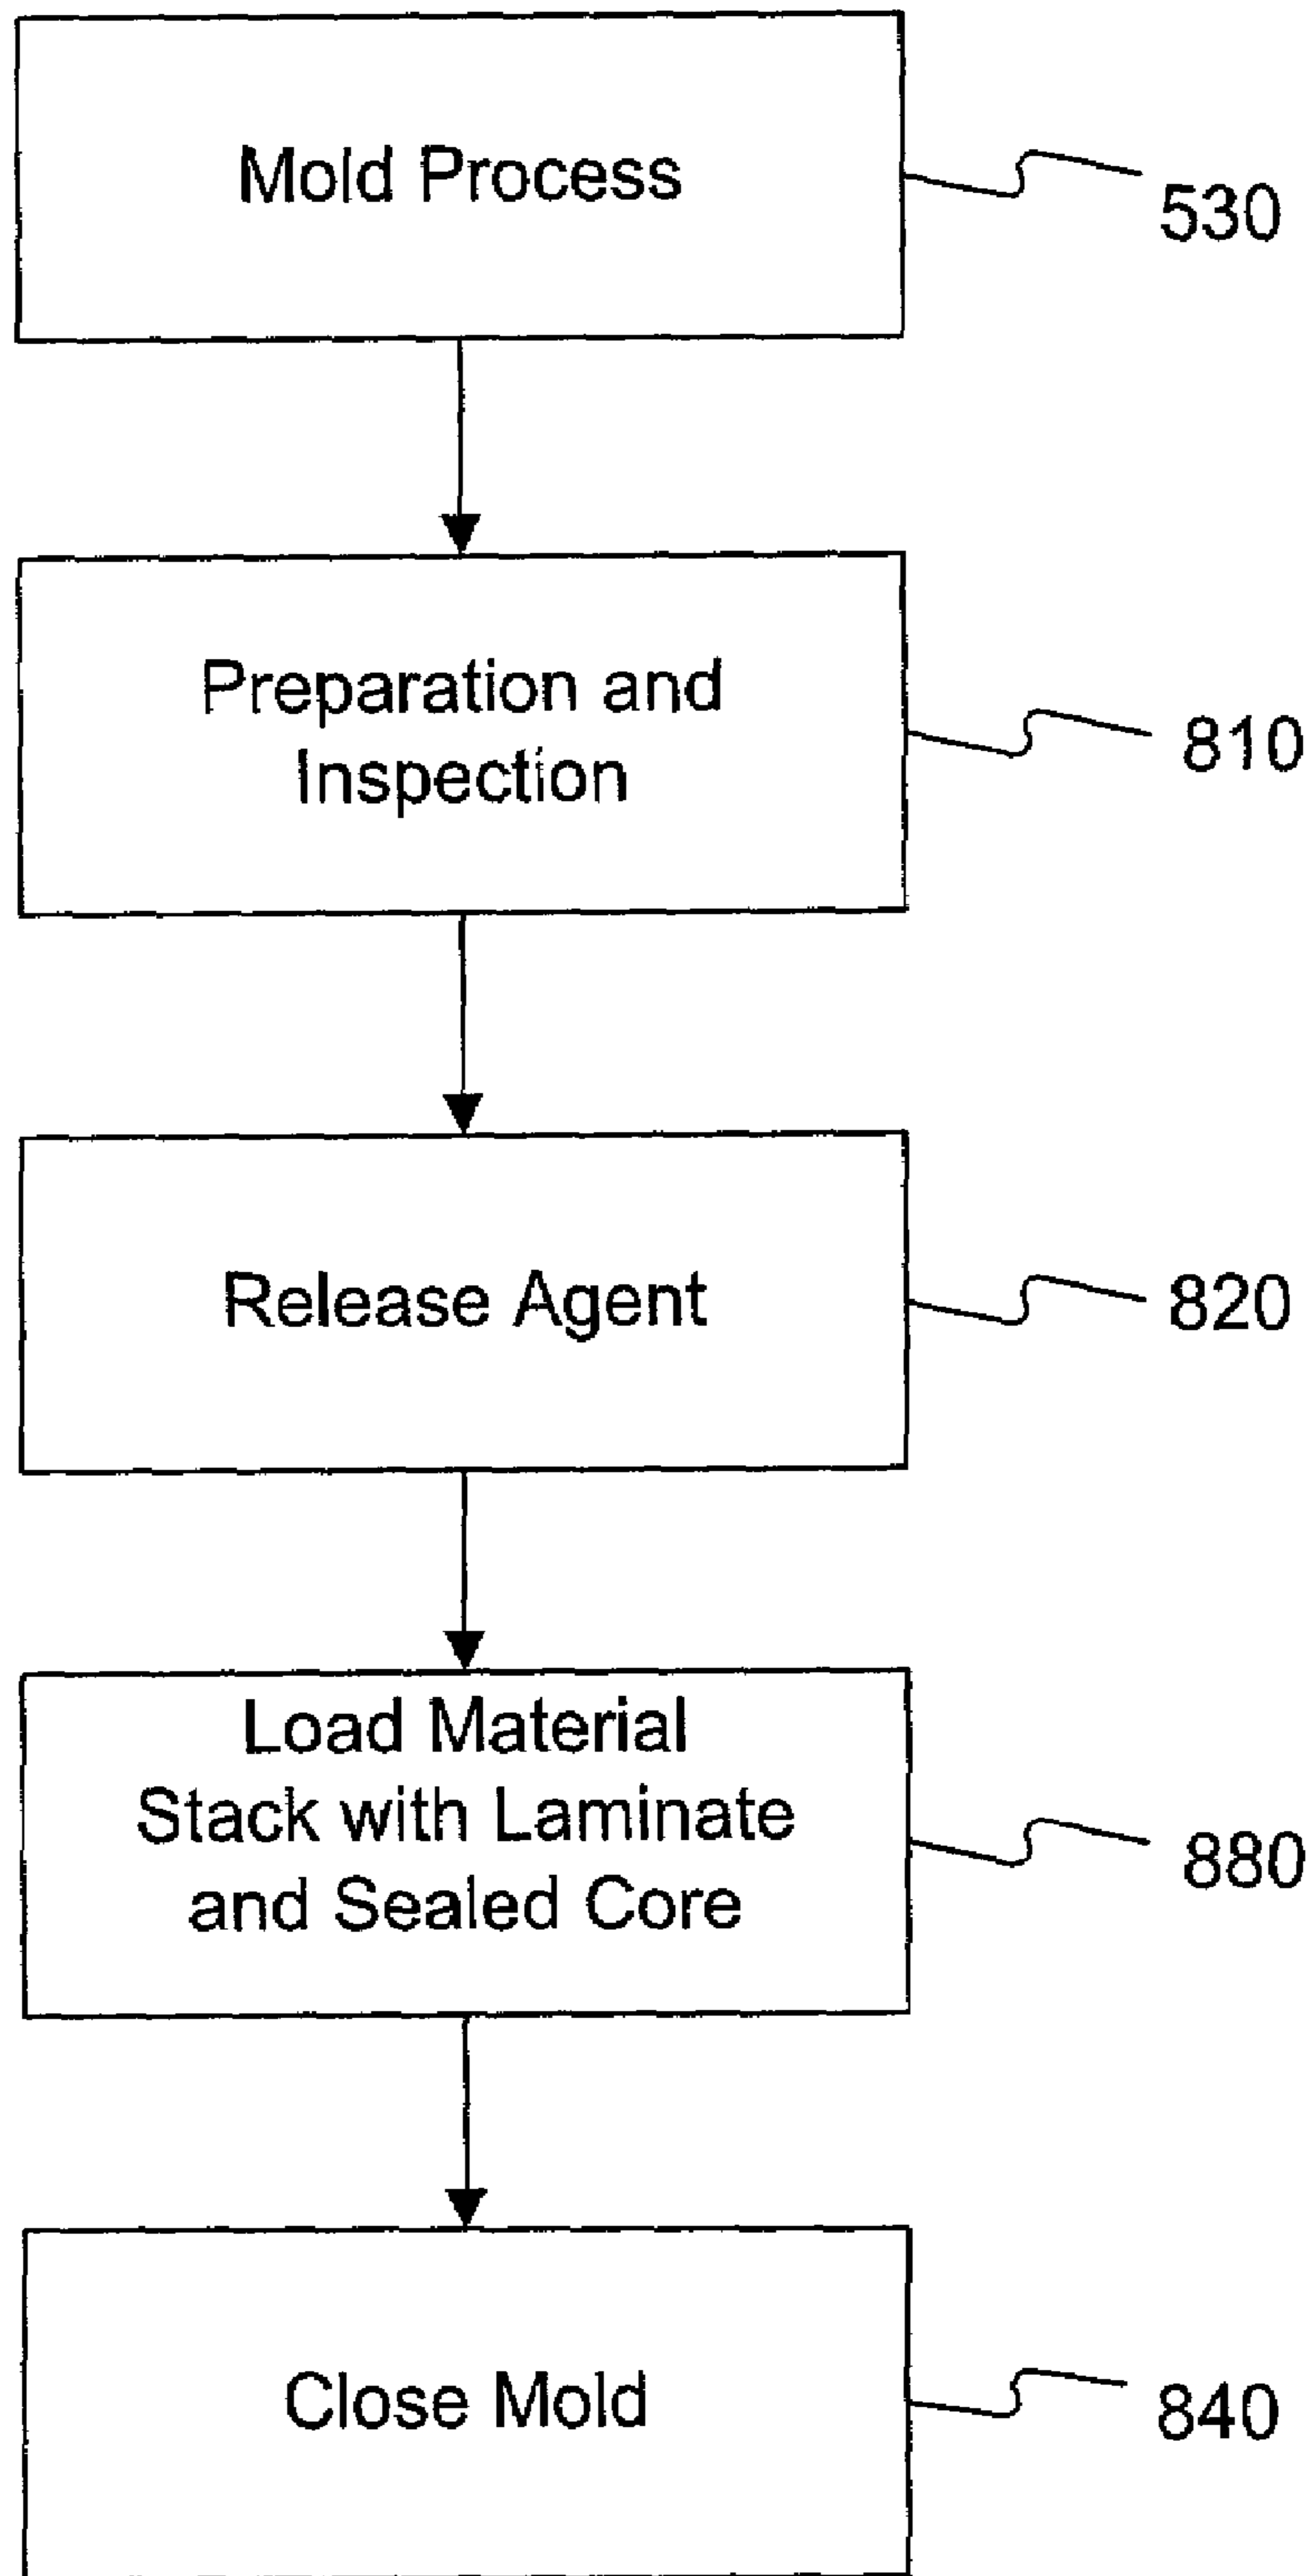 Mold Process
530
Preparation and
Inspection
810
Release Agent
820
Load Material
Stack with Laminate
and Sealed Core
880
Close Mold
840